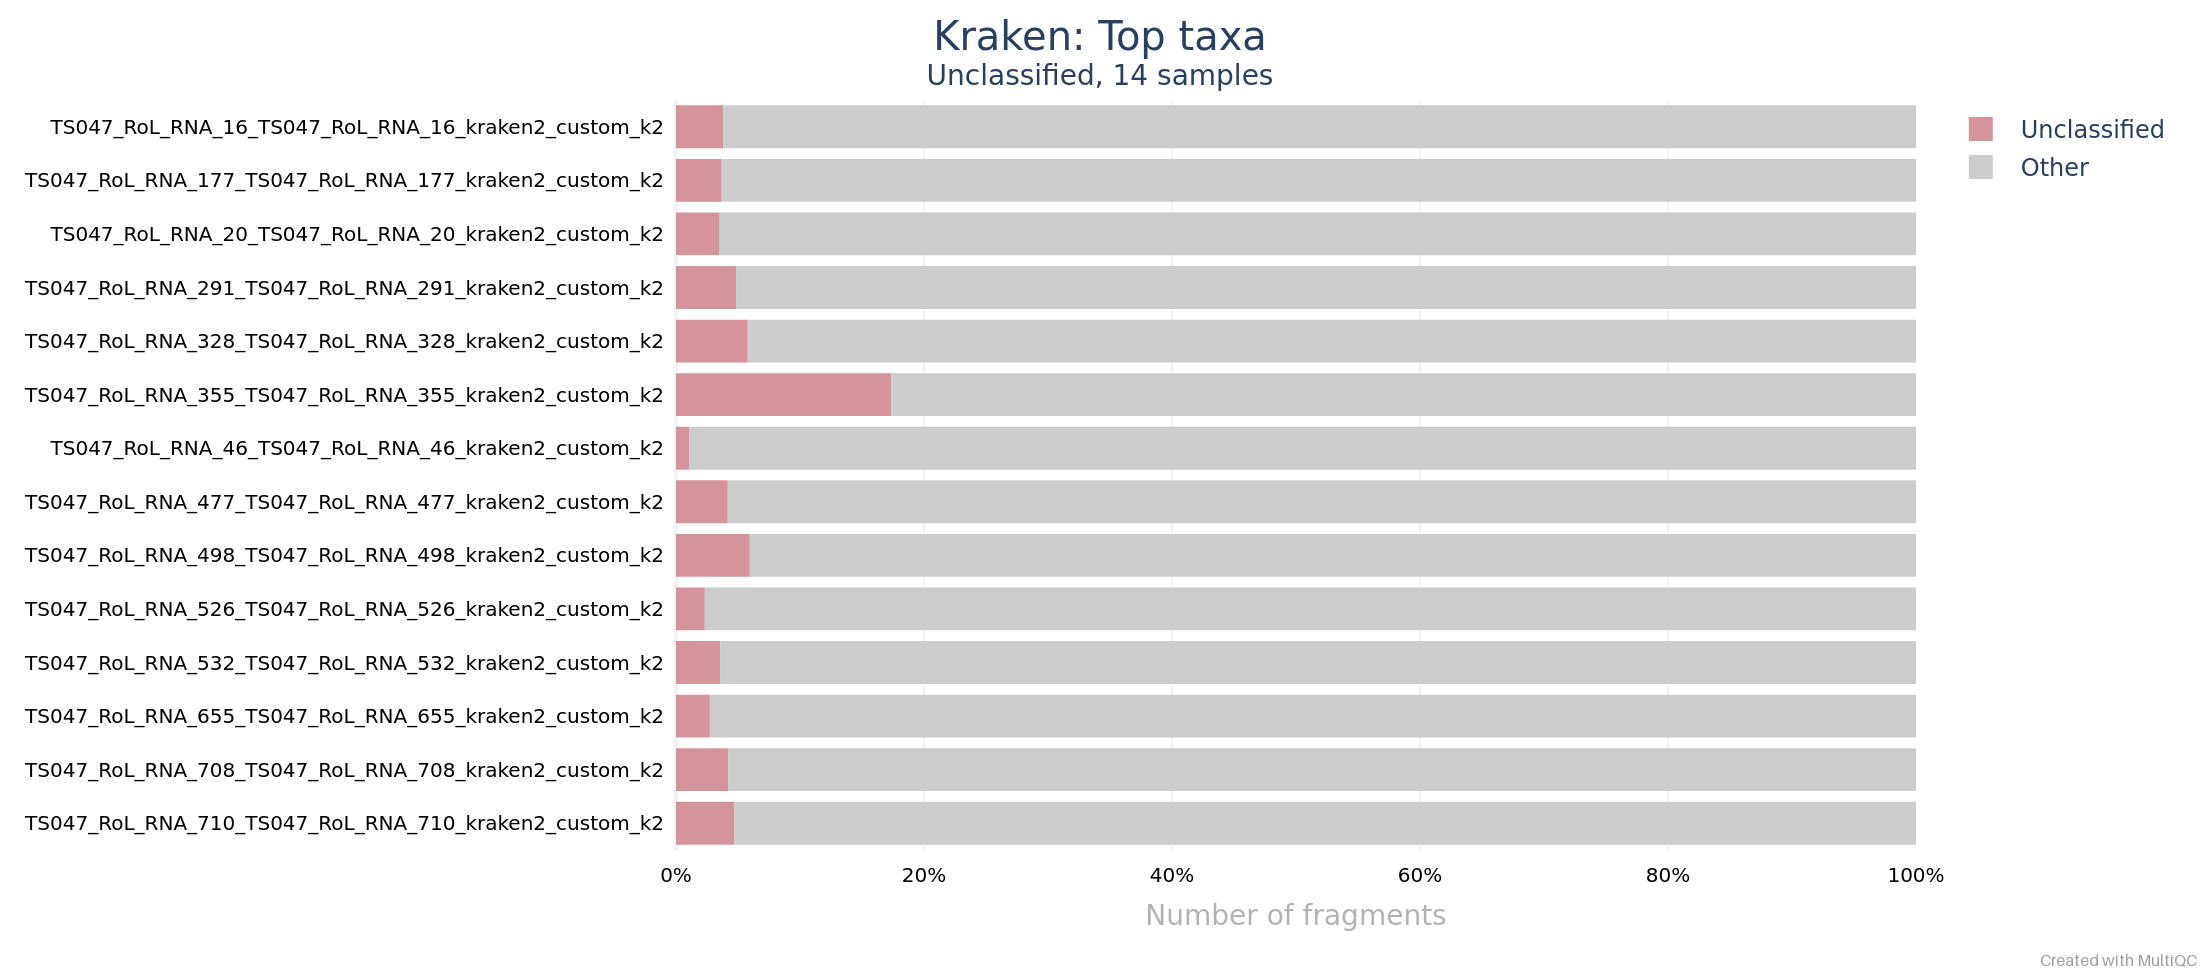 Kraken: Top taxa
Unclassified, 14 samples
TS047_RoL_RNA_16_TS047_RoL_RNA_16_kraken2_custom_k2
TS047_RoL_RNA_177_TS047_RoL_RNA_177_kraken2_custom_k2
TS047_RoL_RNA_20_TS047_RoL_RNA_20_kraken2_custom_k2
TS047_RoL_RNA_291_TS047_RoL_RNA_291_kraken2_custom_k2
TS047_RoL_RNA_328_TS047_RoL_RNA_328_kraken2_custom_k2
TS047_RoL_RNA_355_TS047_RoL_RNA_355_kraken2_custom_k2
TS047_RoL_RNA_46_TS047_RoL_RNA_46_kraken2_custom_k2
TS047_RoL_RNA_477_TS047_RoL_RNA_477_kraken2_custom_k2
TS047_RoL_RNA_498_TS047_RoL_RNA_498_kraken2_custom_k2
TS047_RoL_RNA_526_TS047_RoL_RNA_526_kraken2_custom_k2
TS047_RoL_RNA_532_TS047_RoL_RNA_532_kraken2_custom_k2
TS047_RoL_RNA_655_TS047_RoL_RNA_655_kraken2_custom_k2
TS047_RoL_RNA_708_TS047_RoL_RNA_708_kraken2_custom_k2
TS047_RoL_RNA_710_TS047_RoL_RNA_710_kraken2_custom_k2
0% 20% 40% 60% 80% 100%
Number of fragments
Unclassified
Other
Created with MultiQC